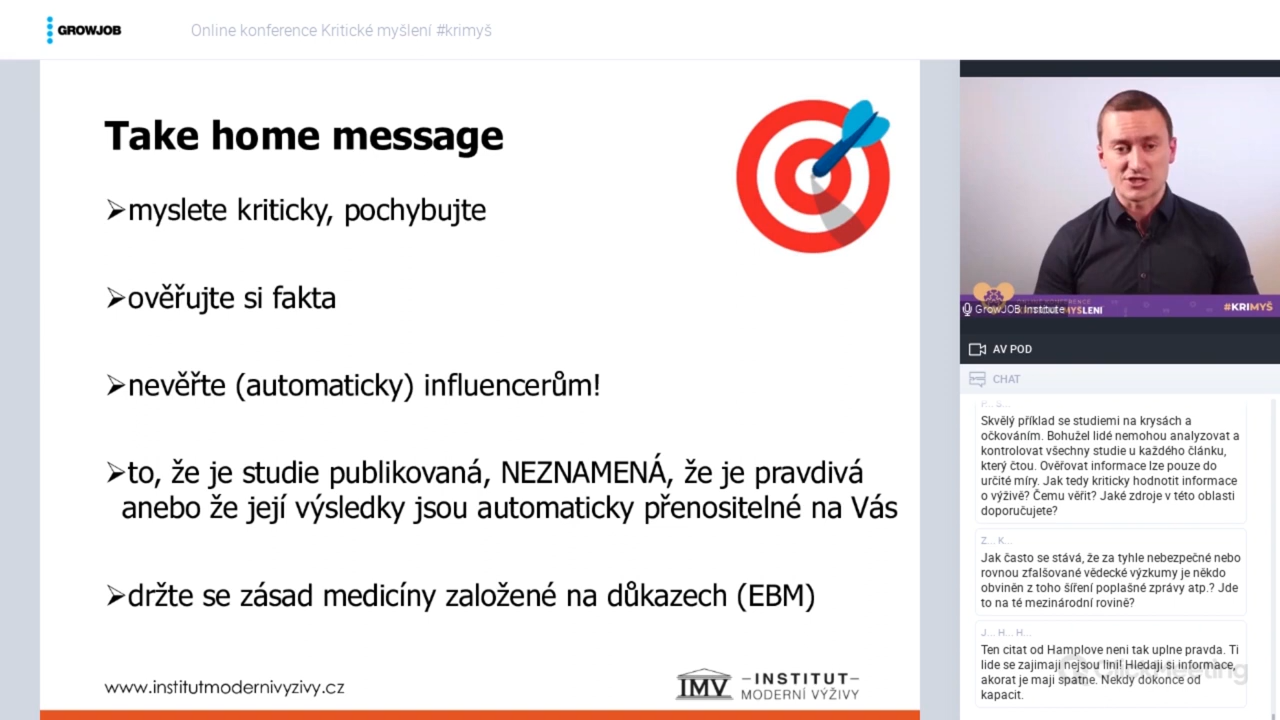 GROWJOB
Online konference Kritické myšlení #krimyš
Take home message
➢myslete kriticky, pochybujte
➢ověřujte si fakta
➢nevěřte (automaticky) influencerům!
➢to, že je studie publikovaná, NEZNAMENÁ, že je pravdivá
anebo že její výsledky jsou automaticky přenositelné na Vás
➢držte se zásad medicíny založené na důkazech (EBM)
www.institutmodernivyzivy.cz
IMV
INSTITUT
MODERNÍ VÝŽIVY
GrowJOB Institute
#KRIMYŠ
AV POD
CHAT
P... S...
Skvělý příklad se studiemi na krysách a
očkováním. Bohužel lidé nemohou analyzovat a
kontrolovat všechny studie u každého článku,
který čtou. Ověřovat informace lze pouze do
určité míry. Jak tedy kriticky hodnotit informace
o výživě? Čemu věřit? Jaké zdroje v této oblasti
doporučujete?
Z... K...
Jak často se stává, že za tyhle nebezpečné nebo
rovnou zfalšované vědecké výzkumy je někdo
obviněn z toho šíření poplašné zprávy atp.? Jde
to na té mezinárodní rovině?
J... H... H...
Ten citat od Hamplove neni tak uplne pravda. Ti
lide se zajimaji nejsou lini. Hledaji si informace,
akorat je maji spatne. Nekdy dokonce od
kapacit.
ClickMeeting